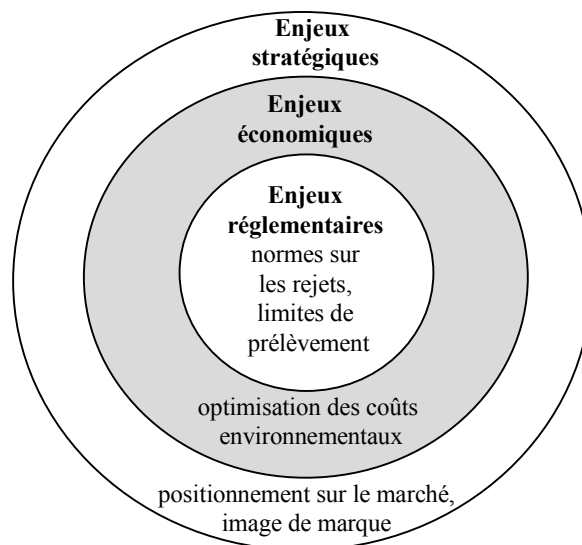 Enjeux
stratégiques
Enjeux
économiques
Enjeux
réglementaires
normes sur
les rejets,
limites de
prélèvement
optimisation des coûts
environnementaux
positionnement sur le marché,
image de marque